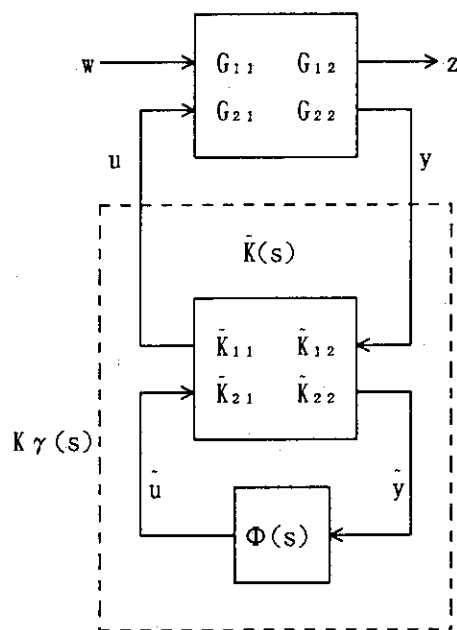 w G₁₁ G₁₂ z
G₂₁ G₂₂
u y
K̃(s)
K̃₁₁ K̃₁₂
K̃₂₁ K̃₂₂
Kγ(s)
ũ ỹ
Φ(s)